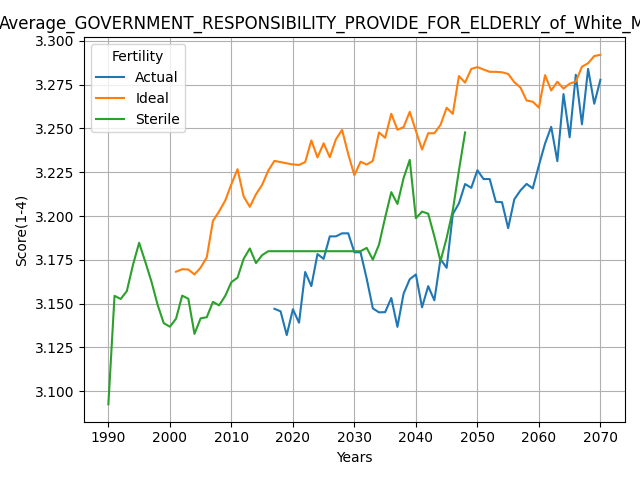 Average_GOVERNMENT_RESPONSIBILITY_PROVIDE_FOR_ELDERLY_of_White_M
3.300
3.275
3.250
3.225
3.200
3.175
3.150
3.125
3.100
Score(1-4)
Fertility
Actual
Ideal
Sterile
1990 2000 2010 2020 2030 2040 2050 2060 2070
Years